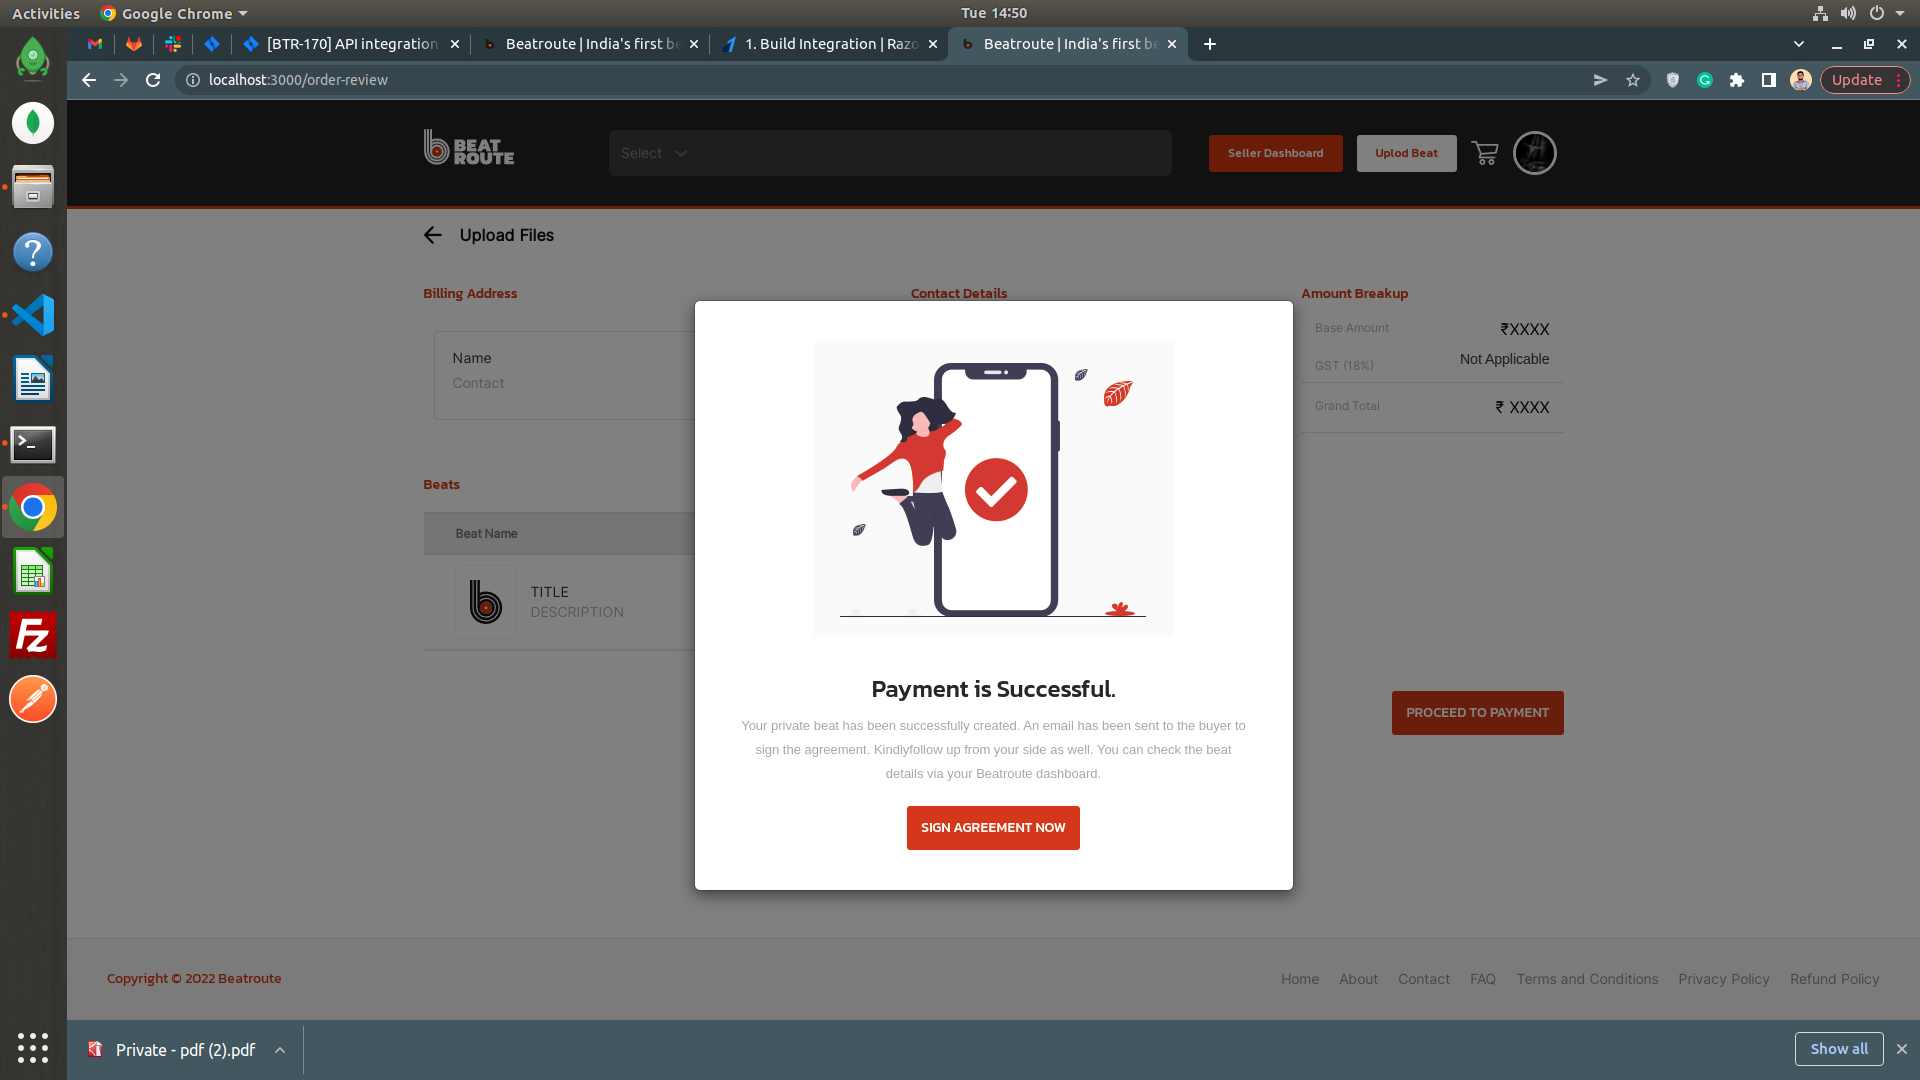 Activities
Google Chrome
Tue 14:50
[BTR-170] API integration
Beatroute | India's first be
1. Build Integration | Razo
Beatroute | India's first be
localhost:3000/order-review
Update
BEAT
ROUTE
Select
Seller Dashboard
Uplod Beat
Upload Files
Billing Address
Contact Details
Amount Breakup
Name
Contact
Base Amount
₹XXXX
GST (18%)
Not Applicable
Grand Total
₹ XXXX
Beats
Beat Name
TITLE
DESCRIPTION
Payment is Successful.
Your private beat has been successfully created. An email has been sent to the buyer to
sign the agreement. Kindlyfollow up from your side as well. You can check the beat
details via your Beatroute dashboard.
SIGN AGREEMENT NOW
PROCEED TO PAYMENT
Copyright © 2022 Beatroute
Home
About
Contact
FAQ
Terms and Conditions
Privacy Policy
Refund Policy
Private - pdf (2).pdf
Show all